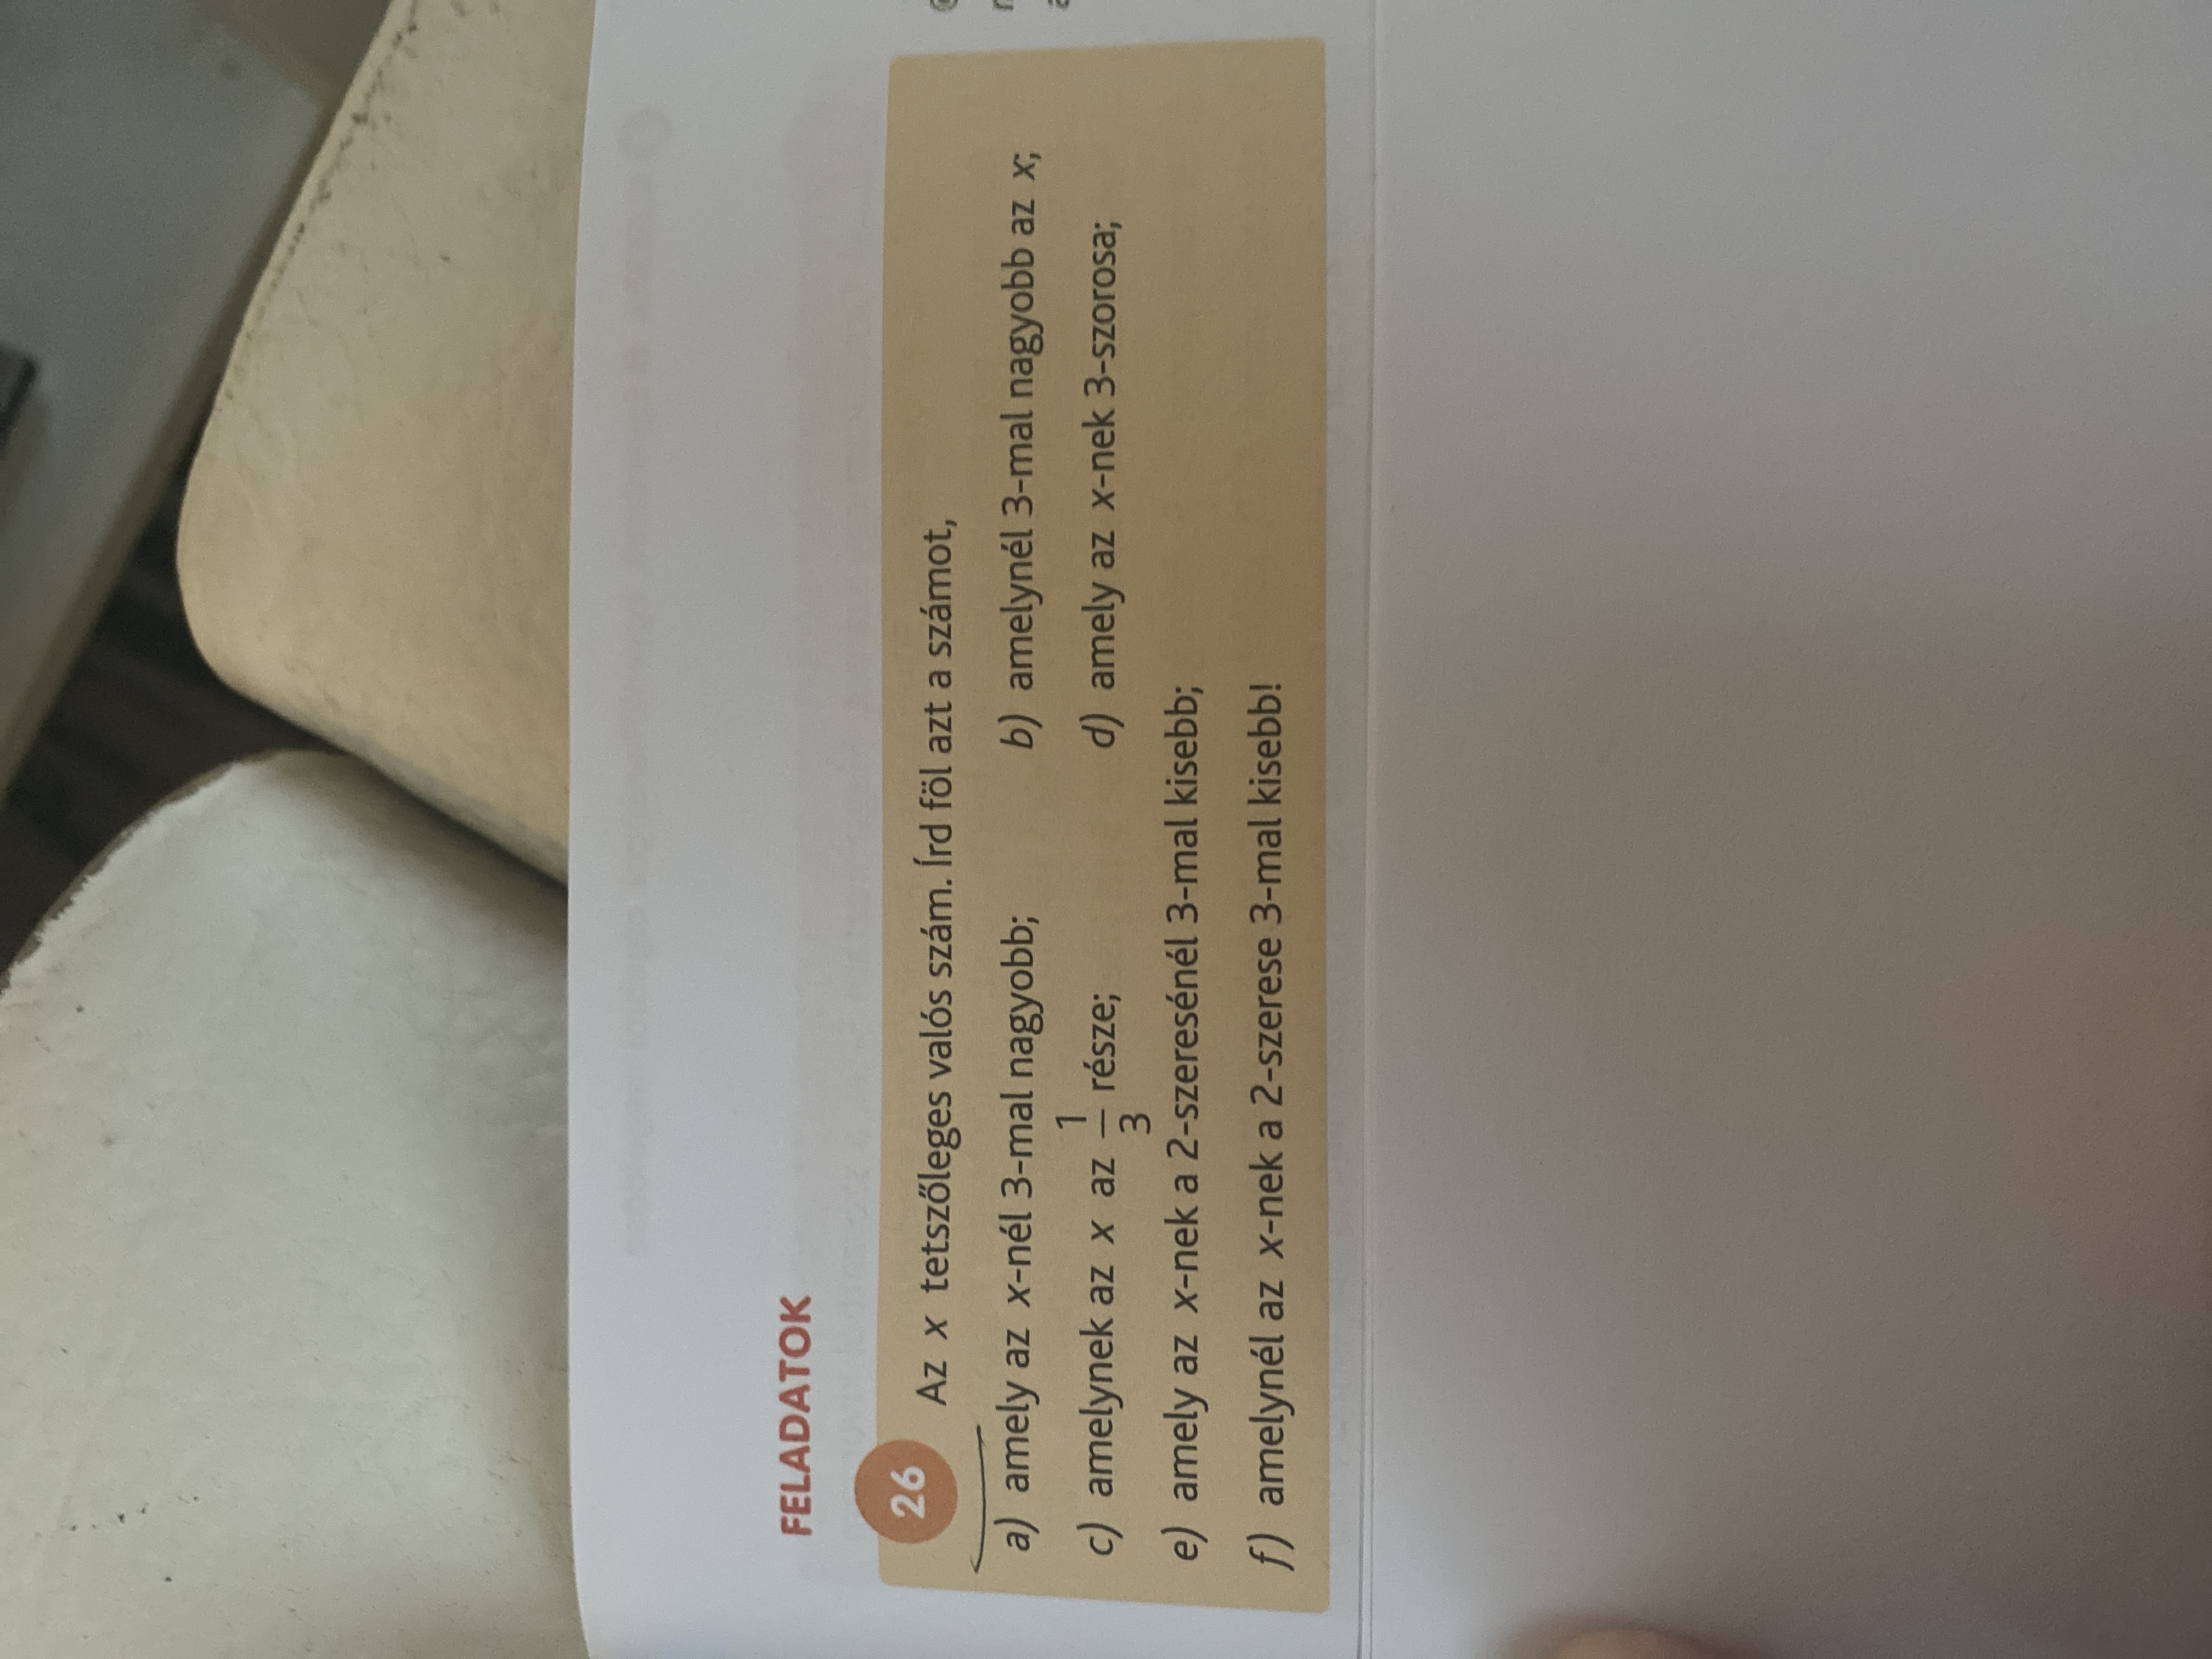 FELADATOK
26 Az x tetszőleges valós szám. Írd föl azt a számot,
a) amely az x-nél 3-mal nagyobb; b) amelynél 3-mal nagyobb az x;
c) amelynek az x az 1/3 része; d) amely az x-nek 3-szorosa;
e) amely az x-nek a 2-szeresénél 3-mal kisebb;
f) amelynél az x-nek a 2-szerese 3-mal kisebb!